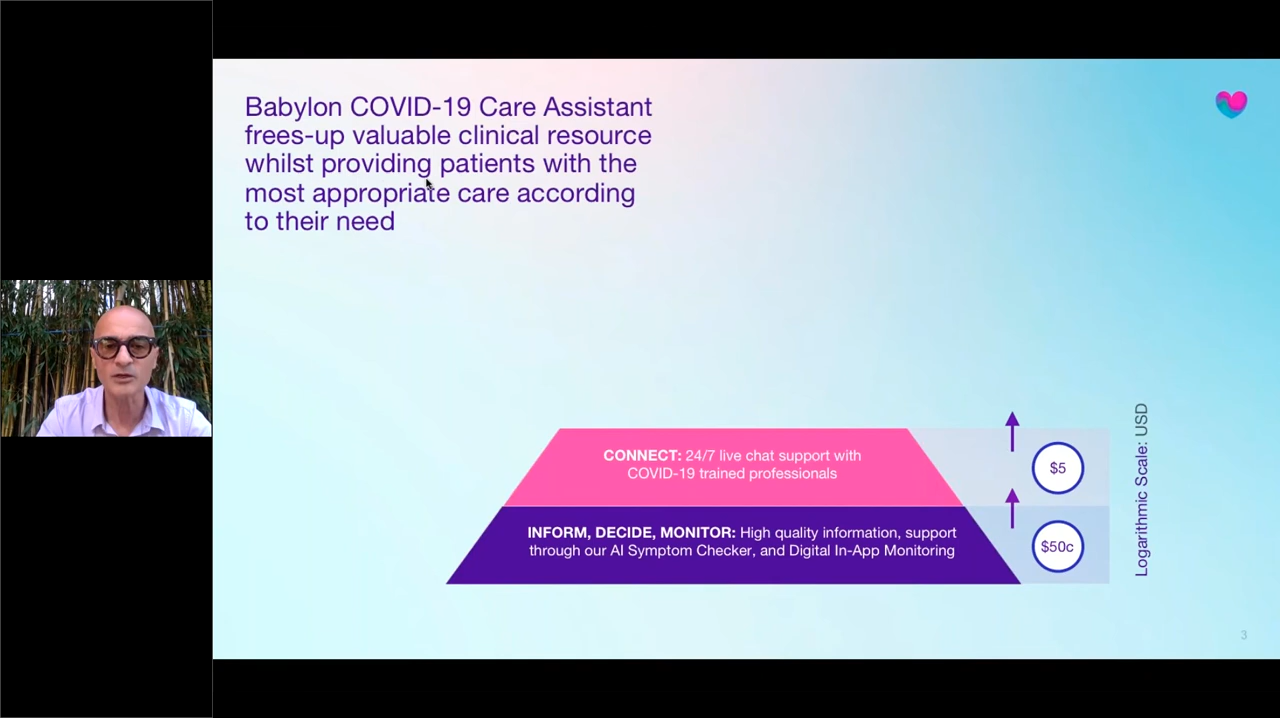 Babylon COVID-19 Care Assistant
frees-up valuable clinical resource
whilst providing patients with the
most appropriate care according
to their need
CONNECT: 24/7 live chat support with
COVID-19 trained professionals
$5
INFORM, DECIDE, MONITOR: High quality information, support
through our AI Symptom Checker, and Digital In-App Monitoring
$50c
Logarithmic Scale: USD
3